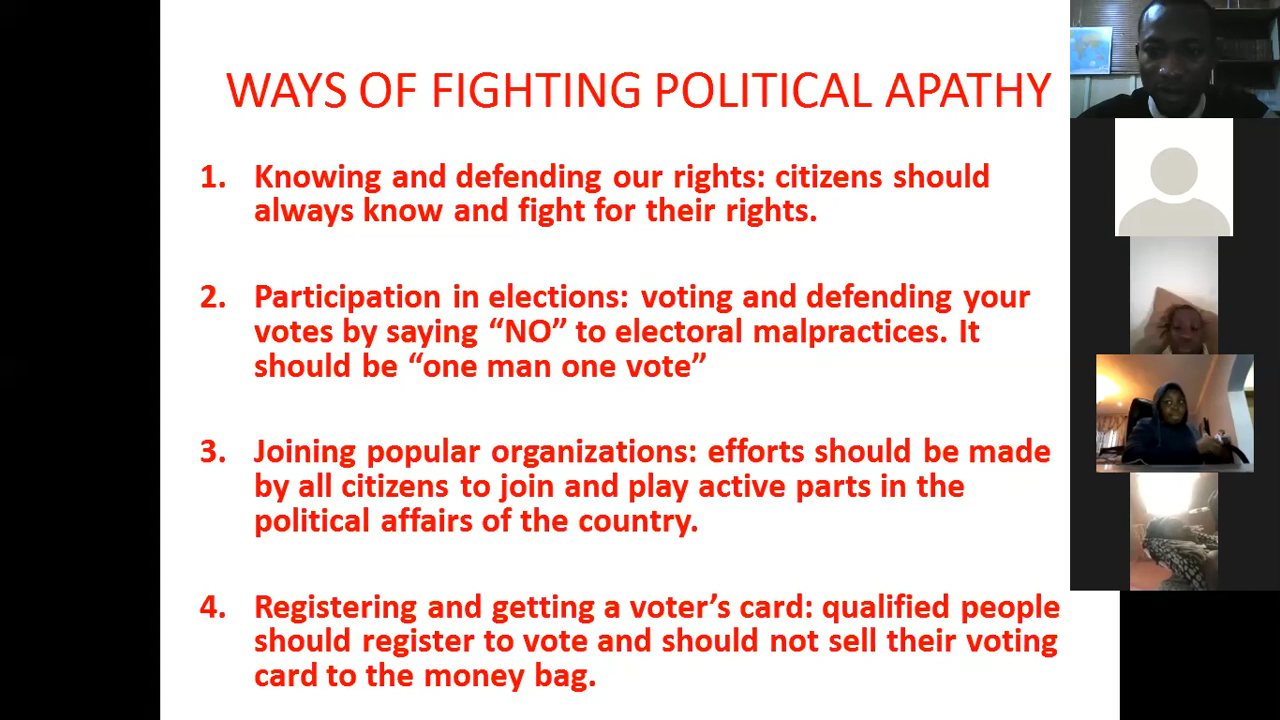 WAYS OF FIGHTING POLITICAL APATHY
1. Knowing and defending our rights: citizens should
always know and fight for their rights.
2. Participation in elections: voting and defending your
votes by saying “NO” to electoral malpractices. It
should be “one man one vote”
3. Joining popular organizations: efforts should be made
by all citizens to join and play active parts in the
political affairs of the country.
4. Registering and getting a voter’s card: qualified people
should register to vote and should not sell their voting
card to the money bag.